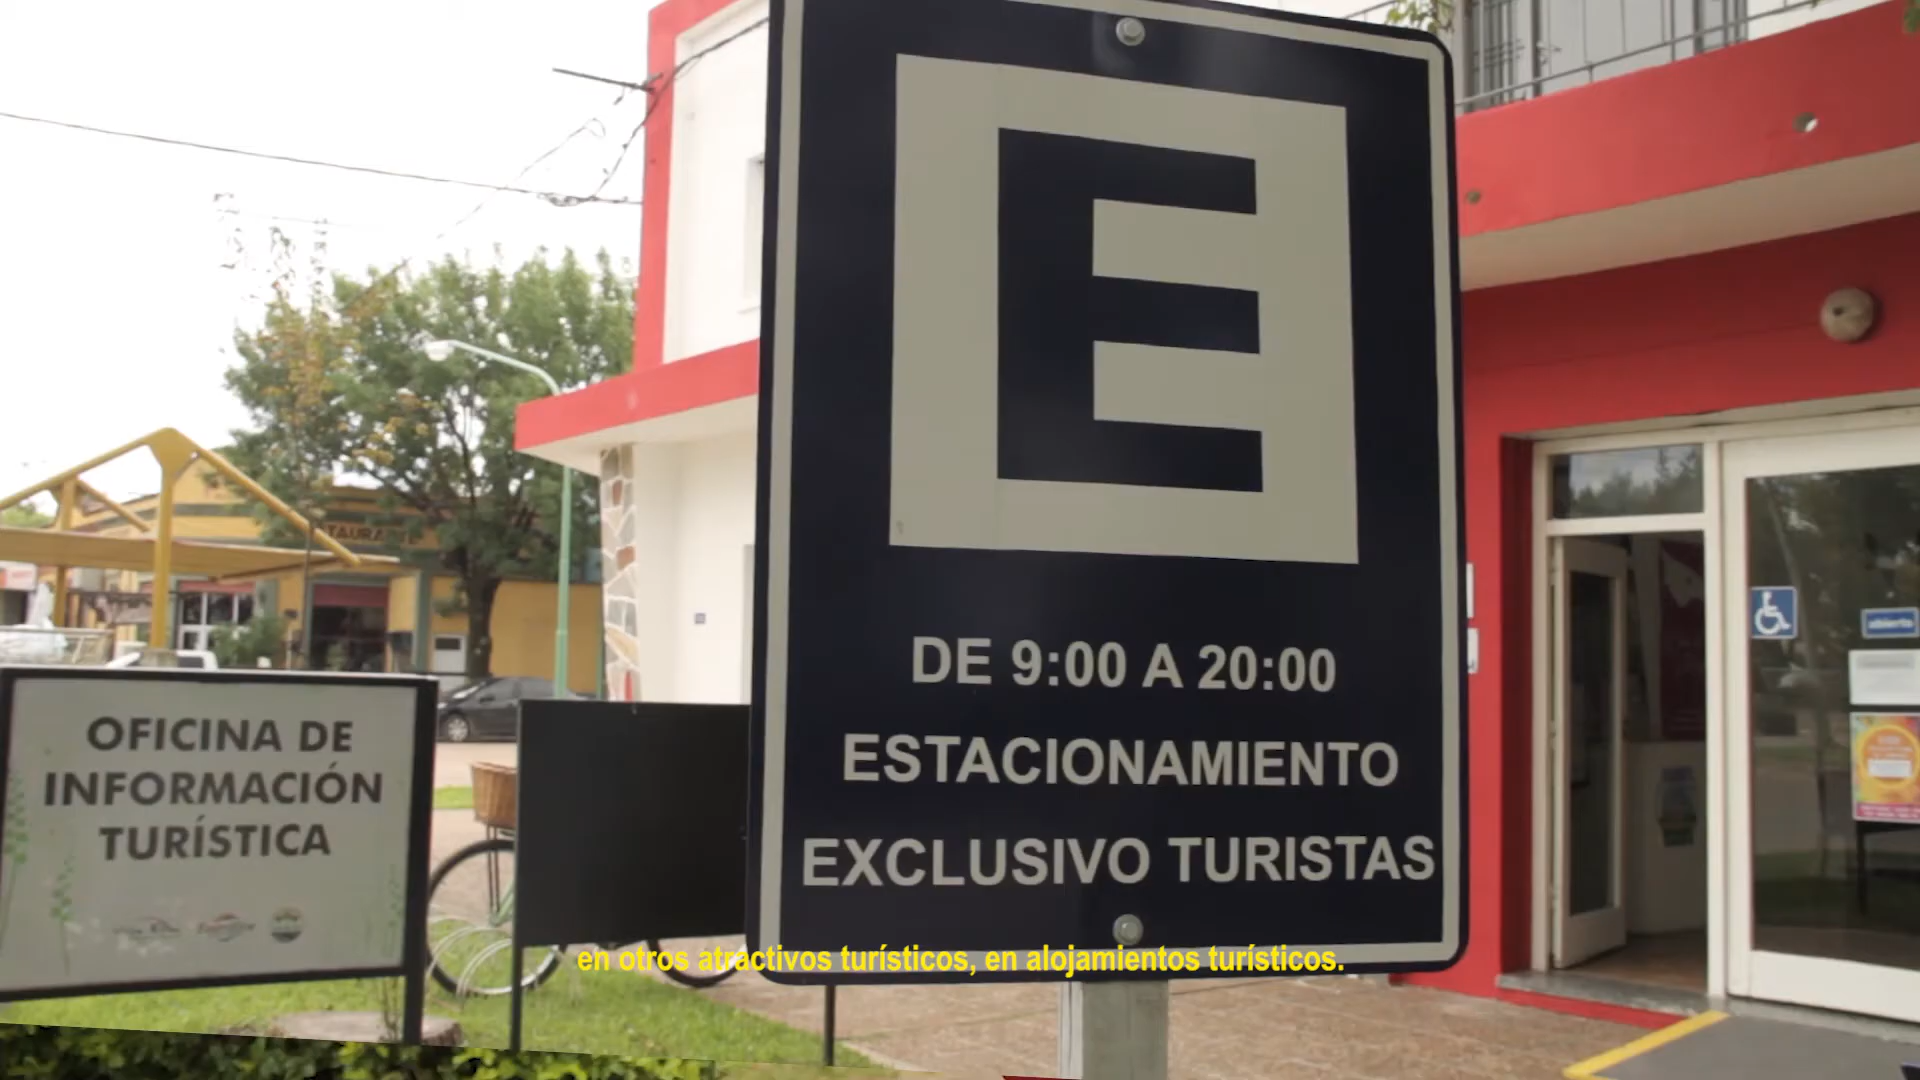 E
DE 9:00 A 20:00
ESTACIONAMIENTO
EXCLUSIVO TURISTAS
OFICINA DE
INFORMACIÓN
TURÍSTICA
abierto
en otros atractivos turísticos, en alojamientos turísticos.